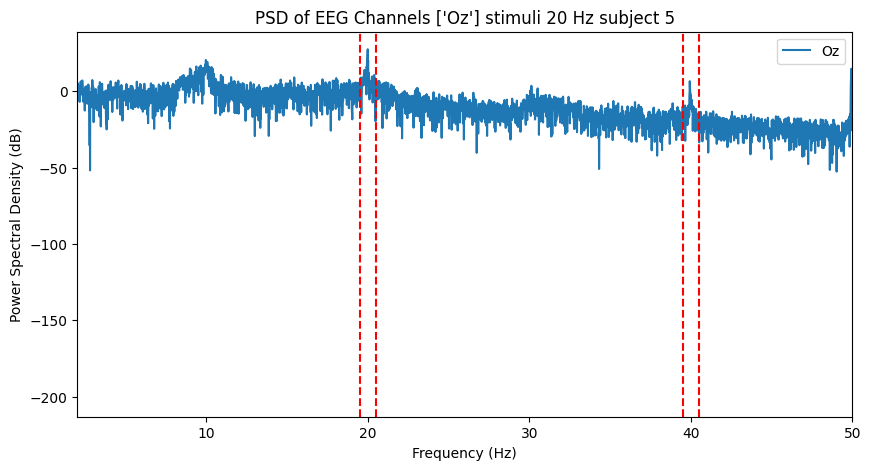 PSD of EEG Channels ['Oz'] stimuli 20 Hz subject 5
Oz
Power Spectral Density (dB)
0
−50
−100
−150
−200
10
20
30
40
50
Frequency (Hz)